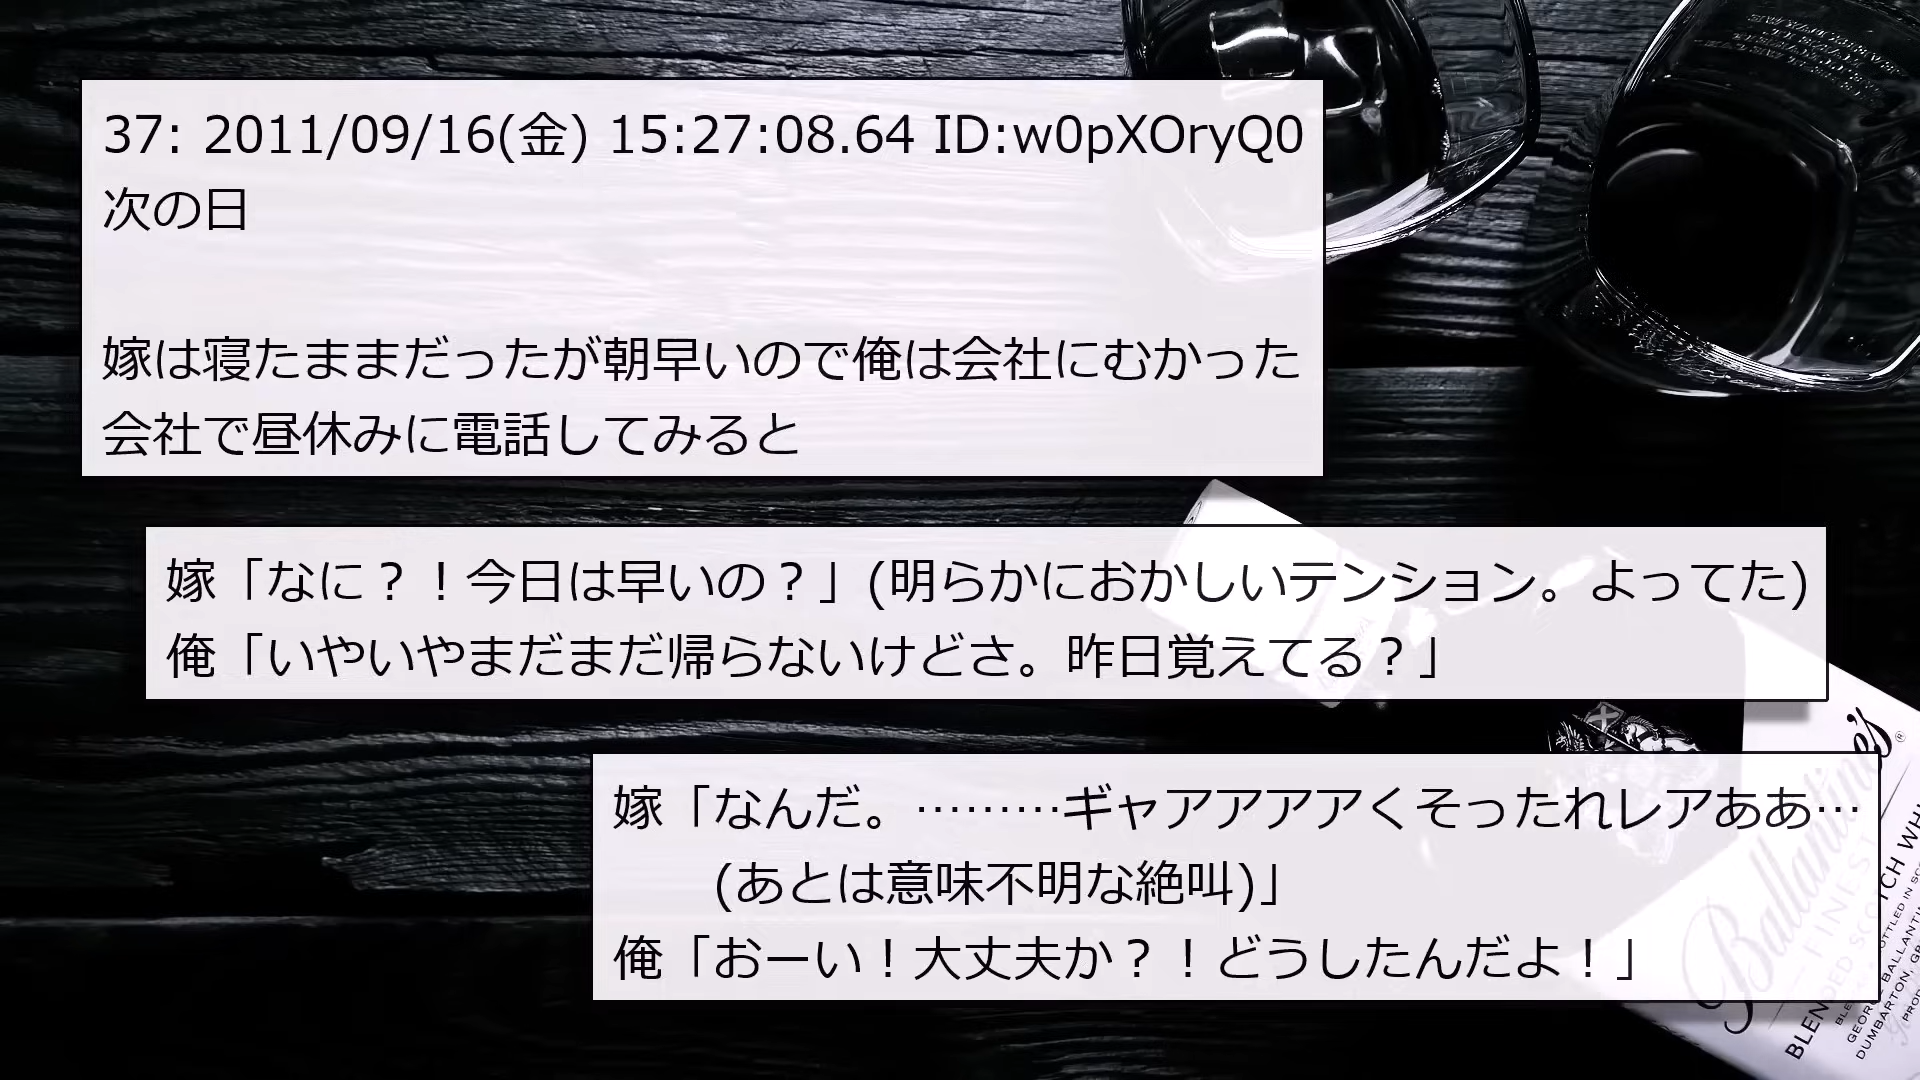 37: 2011/09/16(金) 15:27:08.64 ID:w0pXOryQ0
次の日
嫁は寝たままだったが朝早いので俺は会社にむかった
会社で昼休みに電話してみると
嫁「なに？！今日は早いの？」(明らかにおかしいテンション。よってた)
俺「いやいやまだまだ帰らないけどさ。昨日覚えてる？」
嫁「なんだ。………ギャアアアアくそったれレアああ…
(あとは意味不明な絶叫)」
俺「おーい！大丈夫か？！どうしたんだよ！」
Ballantine's
FINEST